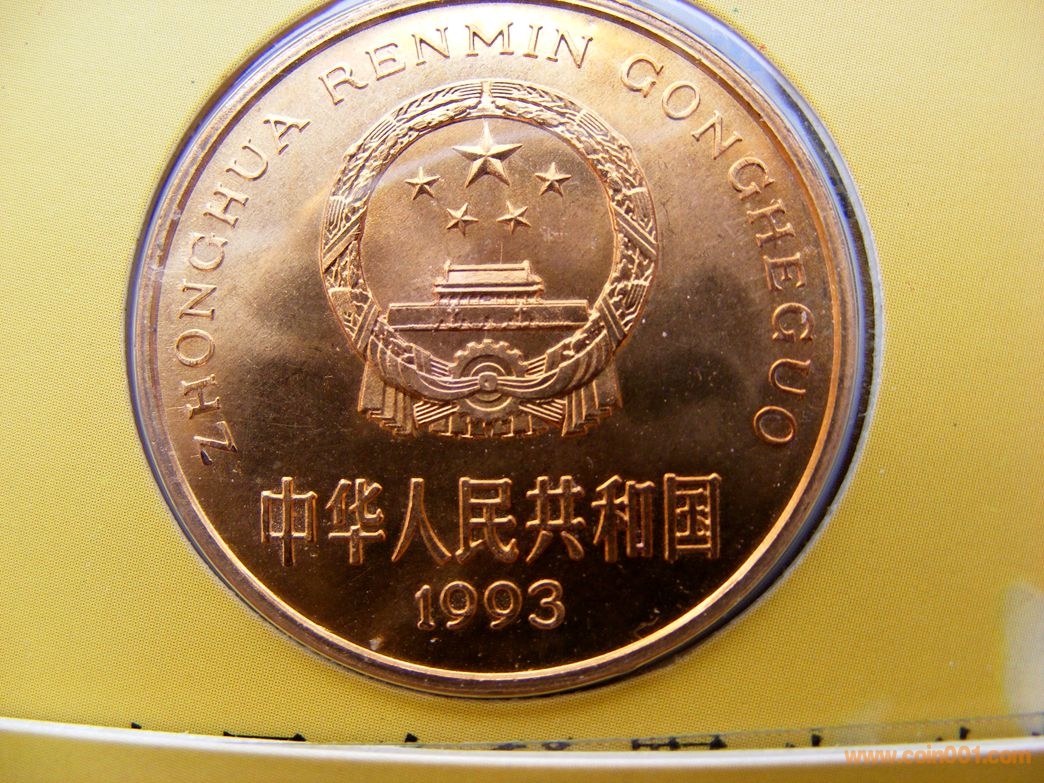 ZHONGHUA RENMIN GONGHEGUO
中华人民共和国
1993
www.coin001.com